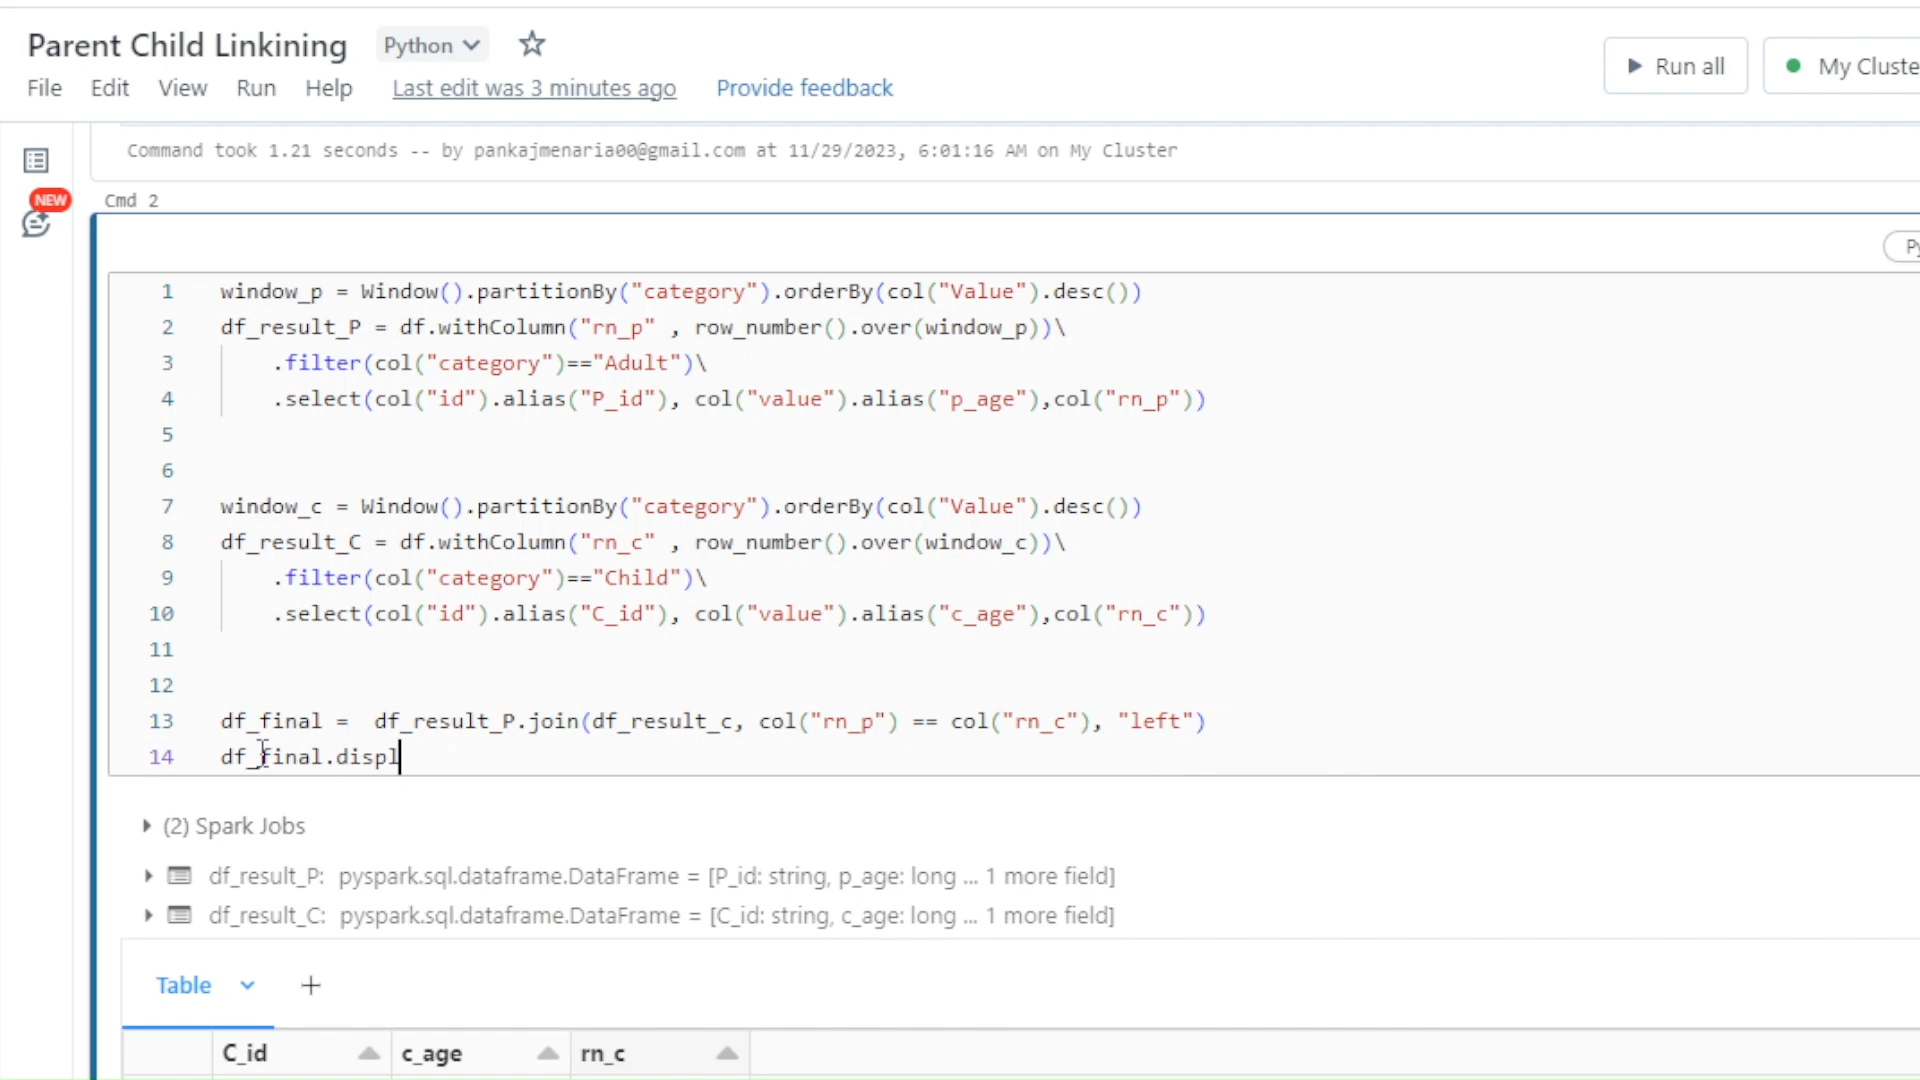 Parent Child Linkining Python
Run all My Cluste
File Edit View Run Help Last edit was 3 minutes ago Provide feedback
Command took 1.21 seconds -- by pankajmenaria00@gmail.com at 11/29/2023, 6:01:16 AM on My Cluster
NEW
Cmd 2
Py
1 window_p = Window().partitionBy("category").orderBy(col("Value").desc())
2 df_result_P = df.withColumn("rn_p" , row_number().over(window_p))\
3 .filter(col("category")=="Adult")\
4 .select(col("id").alias("P_id"), col("value").alias("p_age"),col("rn_p"))
5
6
7 window_c = Window().partitionBy("category").orderBy(col("Value").desc())
8 df_result_C = df.withColumn("rn_c" , row_number().over(window_c))\
9 .filter(col("category")=="Child")\
10 .select(col("id").alias("C_id"), col("value").alias("c_age"),col("rn_c"))
11
12
13 df_final =  df_result_P.join(df_result_c, col("rn_p") == col("rn_c"), "left")
14 df_final.displ
(2) Spark Jobs
df_result_P: pyspark.sql.dataframe.DataFrame = [P_id: string, p_age: long ... 1 more field]
df_result_C: pyspark.sql.dataframe.DataFrame = [C_id: string, c_age: long ... 1 more field]
Table +
C_id c_age rn_c